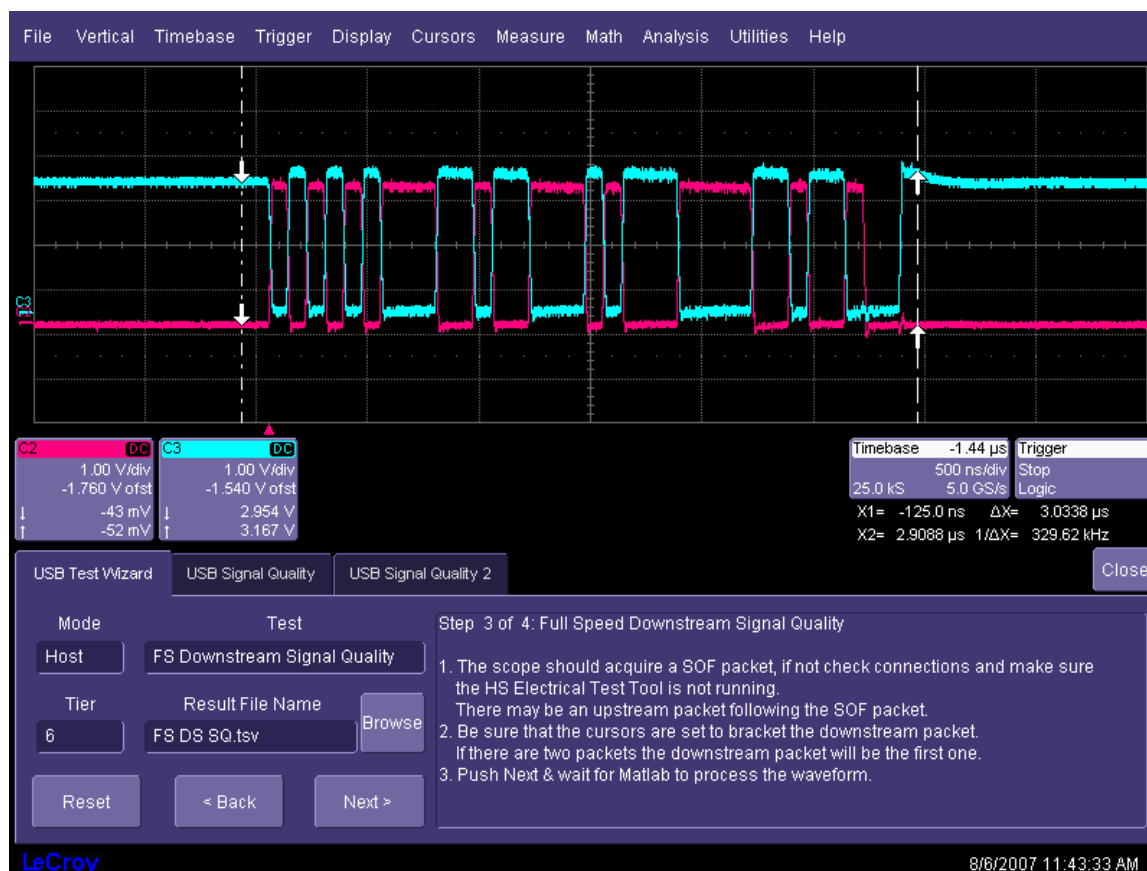 File Vertical Timebase Trigger Display Cursors Measure Math Analysis Utilities Help
C3
C2 DC
1.00 V/div
-1.760 V ofst
↓ -43 mV
↑ -52 mV
C3 DC
1.00 V/div
-1.540 V ofst
↓ 2.954 V
↑ 3.167 V
Timebase -1.44 µs
500 ns/div
25.0 kS 5.0 GS/s
Trigger
Stop
Logic
X1= -125.0 ns ΔX= 3.0338 µs
X2= 2.9088 µs 1/ΔX= 329.62 kHz
USB Test Wizard USB Signal Quality USB Signal Quality 2 Close
Mode Test
Host FS Downstream Signal Quality
Tier Result File Name
6 FS DS SQ.tsv Browse
Reset < Back Next >
Step 3 of 4: Full Speed Downstream Signal Quality
1. The scope should acquire a SOF packet, if not check connections and make sure
the HS Electrical Test Tool is not running.
There may be an upstream packet following the SOF packet.
2. Be sure that the cursors are set to bracket the downstream packet.
If there are two packets the downstream packet will be the first one.
3. Push Next & wait for Matlab to process the waveform.
LeCroy 8/6/2007 11:43:33 AM